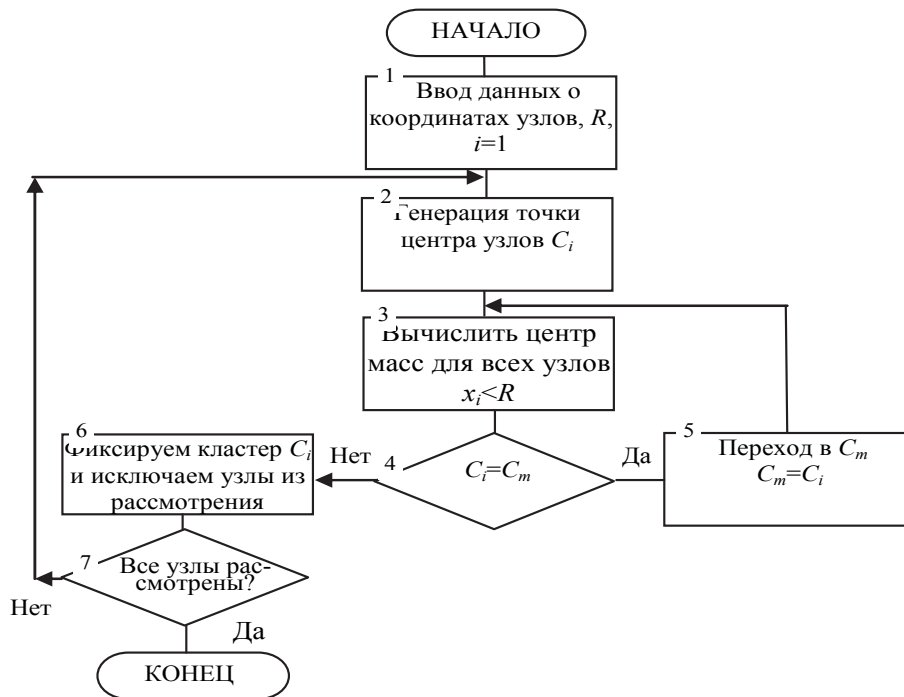 НАЧАЛО
1
Ввод данных о
координатах узлов, R,
i=1
2
Генерация точки
центра узлов Cᵢ
3
Вычислить центр
масс для всех узлов
xᵢ<R
4
Cᵢ=Cₘ
Нет
Да
5
Переход в Cₘ
Cₘ=Cᵢ
6
Фиксируем кластер Cᵢ
и исключаем узлы из
рассмотрения
7
Все узлы рас-
смотрены?
Нет
Да
КОНЕЦ